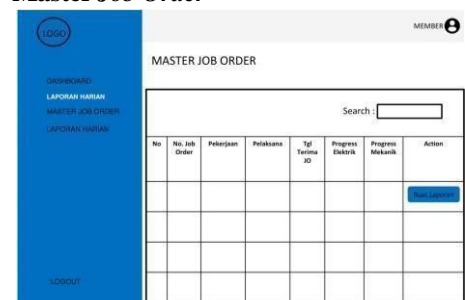 Master Job Order
LOGO
MEMBER
MASTER JOB ORDER
DASHBOARD
LAPORAN HARIAN
MASTER JOB ORDER
LAPORAN HARIAN
Search :
No
No. Job
Order
Pekerjaan
Pelaksana
Tgl
Terima
JO
Progress
Elektrik
Progress
Mekanik
Action
Buat Laporan
LOGOUT